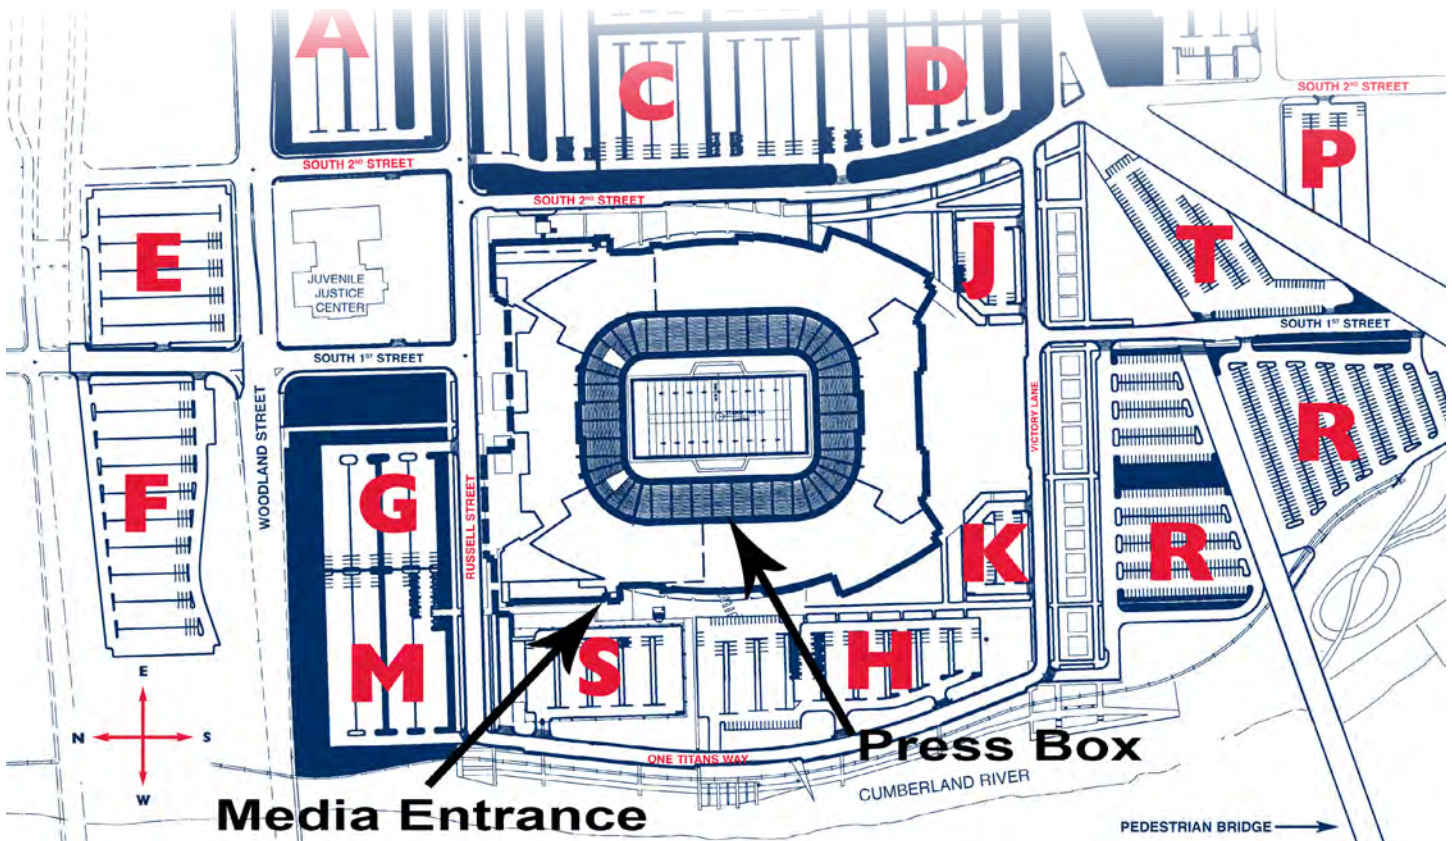 A
C
D
SOUTH 2ND STREET
P
SOUTH 2ND STREET
SOUTH 2ND STREET
E
JUVENILE
JUSTICE
CENTER
J
T
SOUTH 1ST STREET
SOUTH 1ST STREET
WOODLAND STREET
RUSSELL STREET
VICTORY LANE
F
G
R
R
K
M
S
H
E
N
S
W
ONE TITANS WAY
Press Box
CUMBERLAND RIVER
Media Entrance
PEDESTRIAN BRIDGE